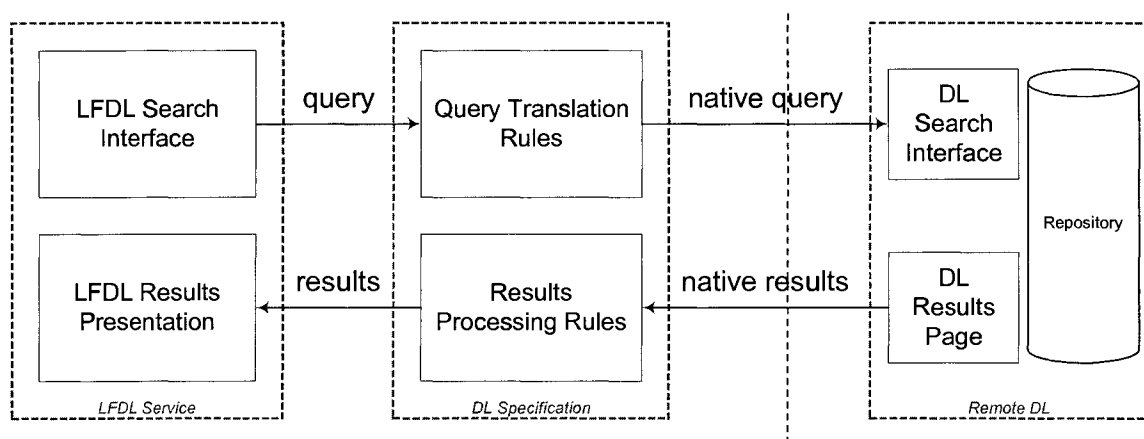 LFDL Search
Interface
query
Query Translation
Rules
native query
DL
Search
Interface
Repository
LFDL Results
Presentation
results
Results
Processing Rules
native results
DL
Results
Page
LFDL Service
DL Specification
Remote DL